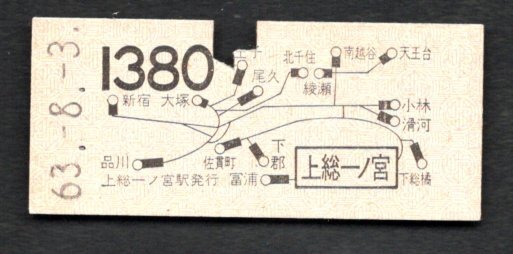 63.-8.-3.
1380
王子
北千住
南越谷
天王台
尾久
綾瀬
新宿 大塚
小林
滑河
品川
佐貫町
下郡
上総一ノ宮
上総一ノ宮駅発行 富浦
下総橘